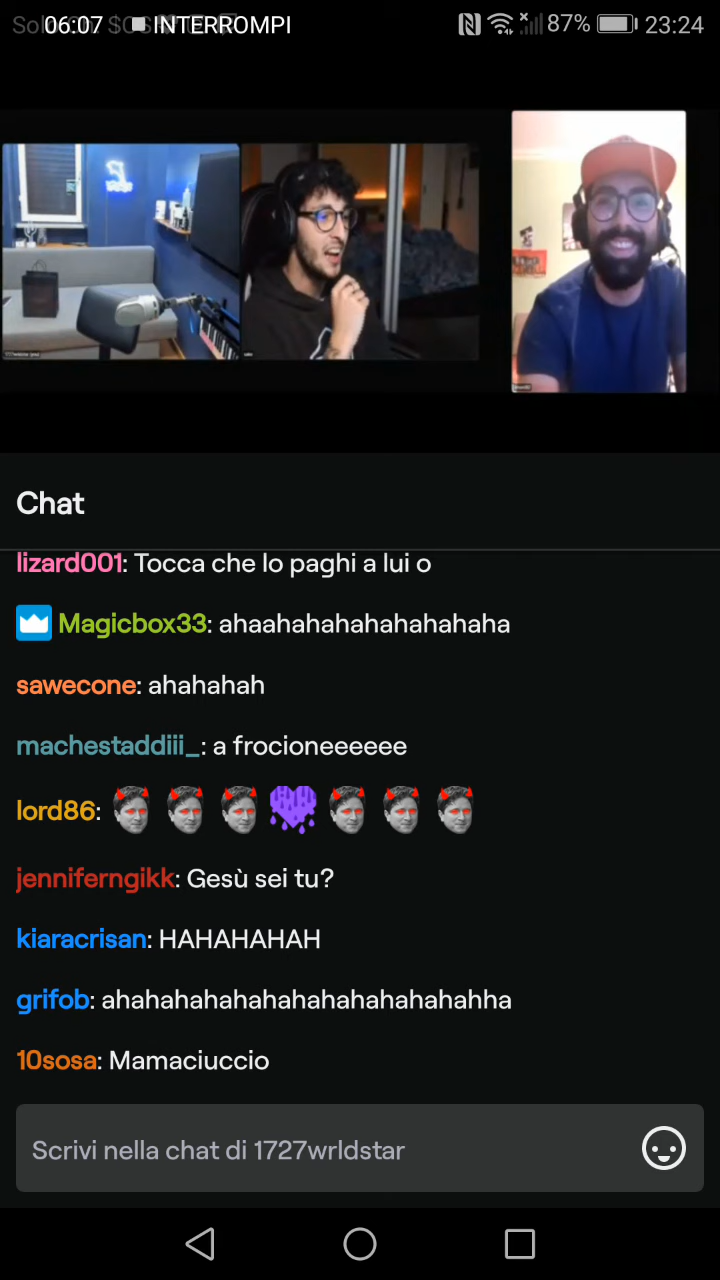 06:07 INTERROMPI 87% 23:24
Chat
lizard001: Tocca che lo paghi a lui o
Magicbox33: ahaahahahahahahahaha
sawecone: ahahahah
machestaddiii_: a frocioneeeeee
lord86:
jenniferngikk: Gesù sei tu?
kiaracrisan: HAHAHAHAH
grifob: ahahahahahahahahahahahahahha
10sosa: Mamaciuccio
Scrivi nella chat di 1727wrldstar